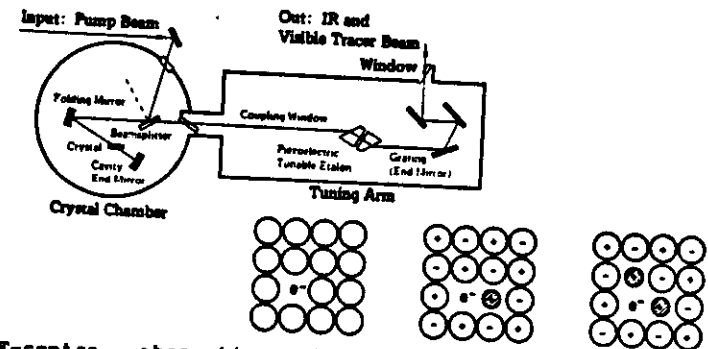 Input: Pump Beam
Out: IR and
Visible Tracer Beam
Window
Folding Mirror
Coupling Window
Beamsplitter
Crystal
Cavity
End Mirror
Piezoelectric
Tunable Etalon
Grating
(End Mirror)
Tuning Arm
Crystal Chamber
e⁻
e⁻
e⁻